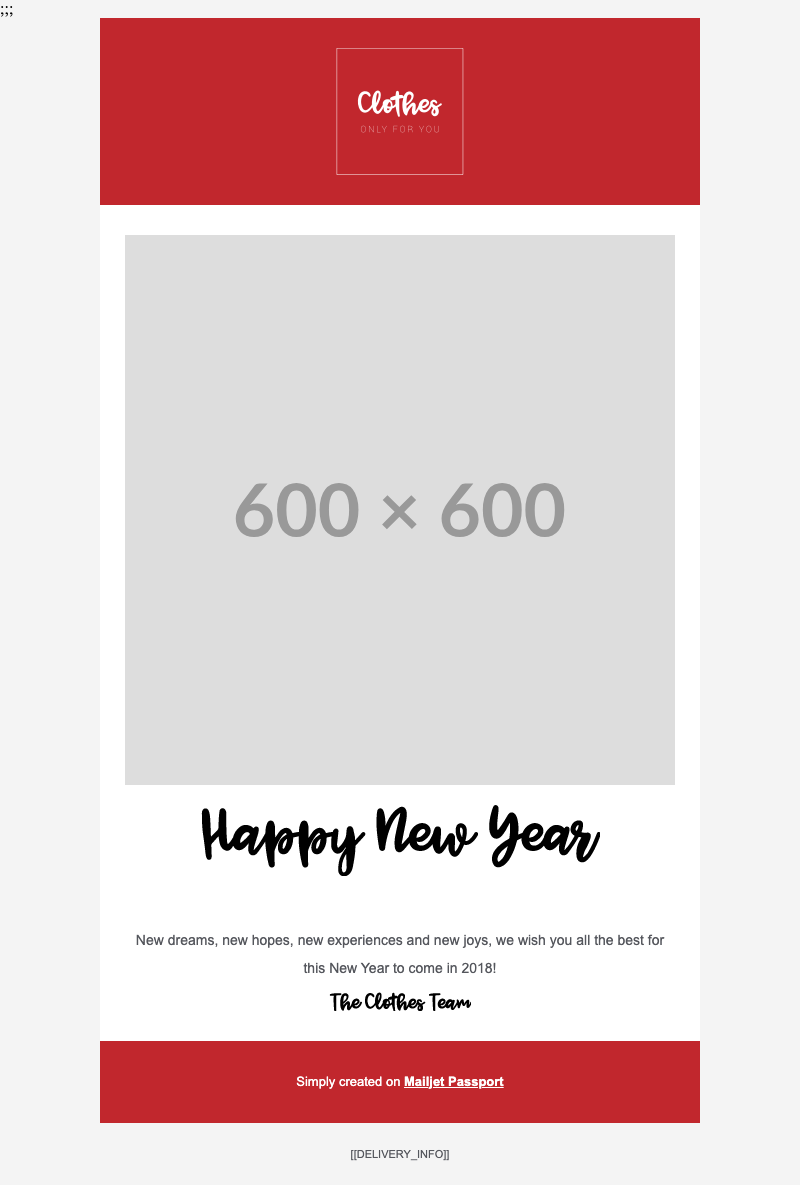 ;;;
Clothes
ONLY FOR YOU
600 × 600
Happy New Year
New dreams, new hopes, new experiences and new joys, we wish you all the best for
this New Year to come in 2018!
The Clothes Team
Simply created on Mailjet Passport
[[DELIVERY_INFO]]